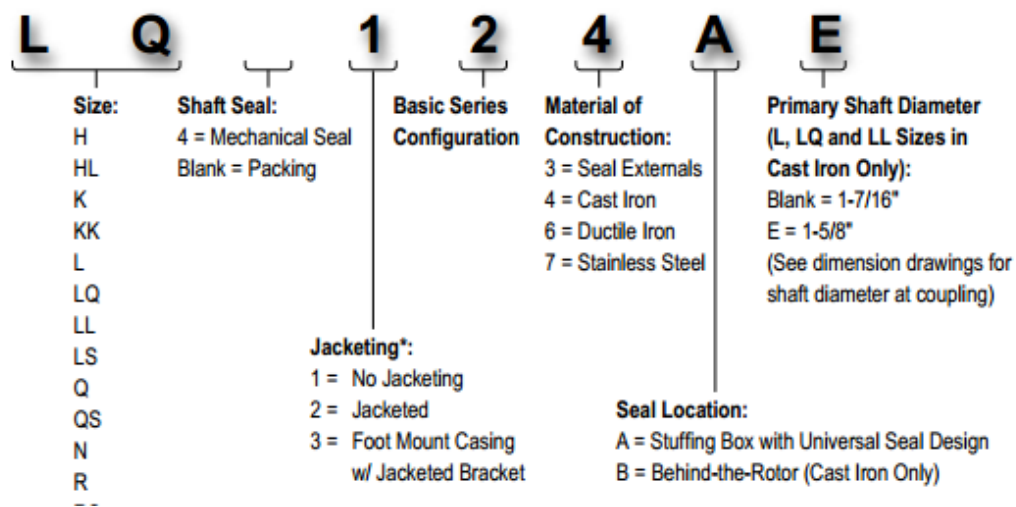 L Q 1 2 4 A E
Size:
H
HL
K
KK
L
LQ
LL
LS
Q
QS
N
R
Shaft Seal:
4 = Mechanical Seal
Blank = Packing
Basic Series
Configuration
Material of
Construction:
3 = Seal Externals
4 = Cast Iron
6 = Ductile Iron
7 = Stainless Steel
Primary Shaft Diameter
(L, LQ and LL Sizes in
Cast Iron Only):
Blank = 1-7/16"
E = 1-5/8"
(See dimension drawings for
shaft diameter at coupling)
Jacketing*:
1 = No Jacketing
2 = Jacketed
3 = Foot Mount Casing
w/ Jacketed Bracket
Seal Location:
A = Stuffing Box with Universal Seal Design
B = Behind-the-Rotor (Cast Iron Only)